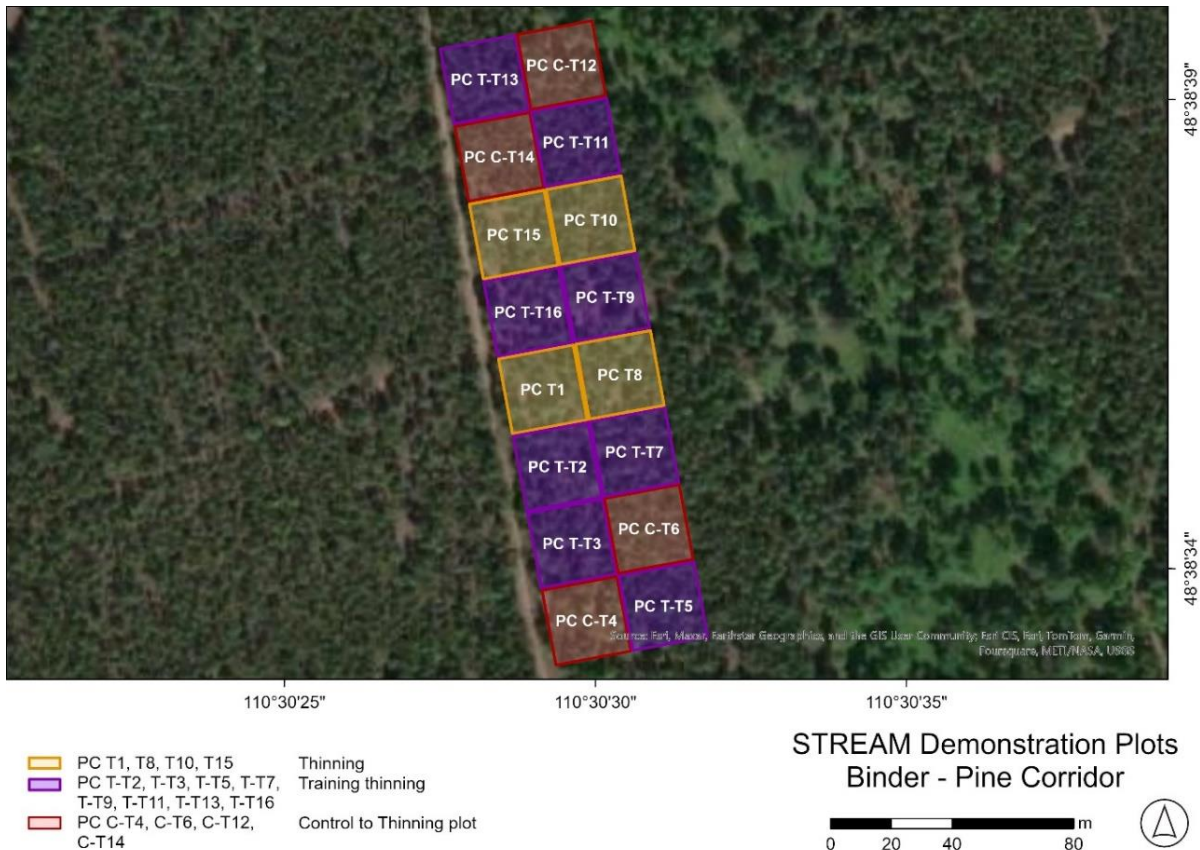 PC T-T13
PC C-T12
PC C-T14
PC T-T11
PC T15
PC T10
PC T-T16
PC T-T9
PC T1
PC T8
PC T-T2
PC T-T7
PC T-T3
PC C-T6
PC C-T4
PC T-T5
Source: Esri, Maxar, Earthstar Geographics, and the GIS User Community; Esri CIS, Esri, TomTom, Garmin,
Foursquare, METI/NASA, USGS
48°38'39"
48°38'34"
110°30'25"
110°30'30"
110°30'35"
PC T1, T8, T10, T15 Thinning
PC T-T2, T-T3, T-T5, T-T7, Training thinning
T-T9, T-T11, T-T13, T-T16
PC C-T4, C-T6, C-T12, Control to Thinning plot
C-T14
STREAM Demonstration Plots
Binder - Pine Corridor
m
0 20 40 80